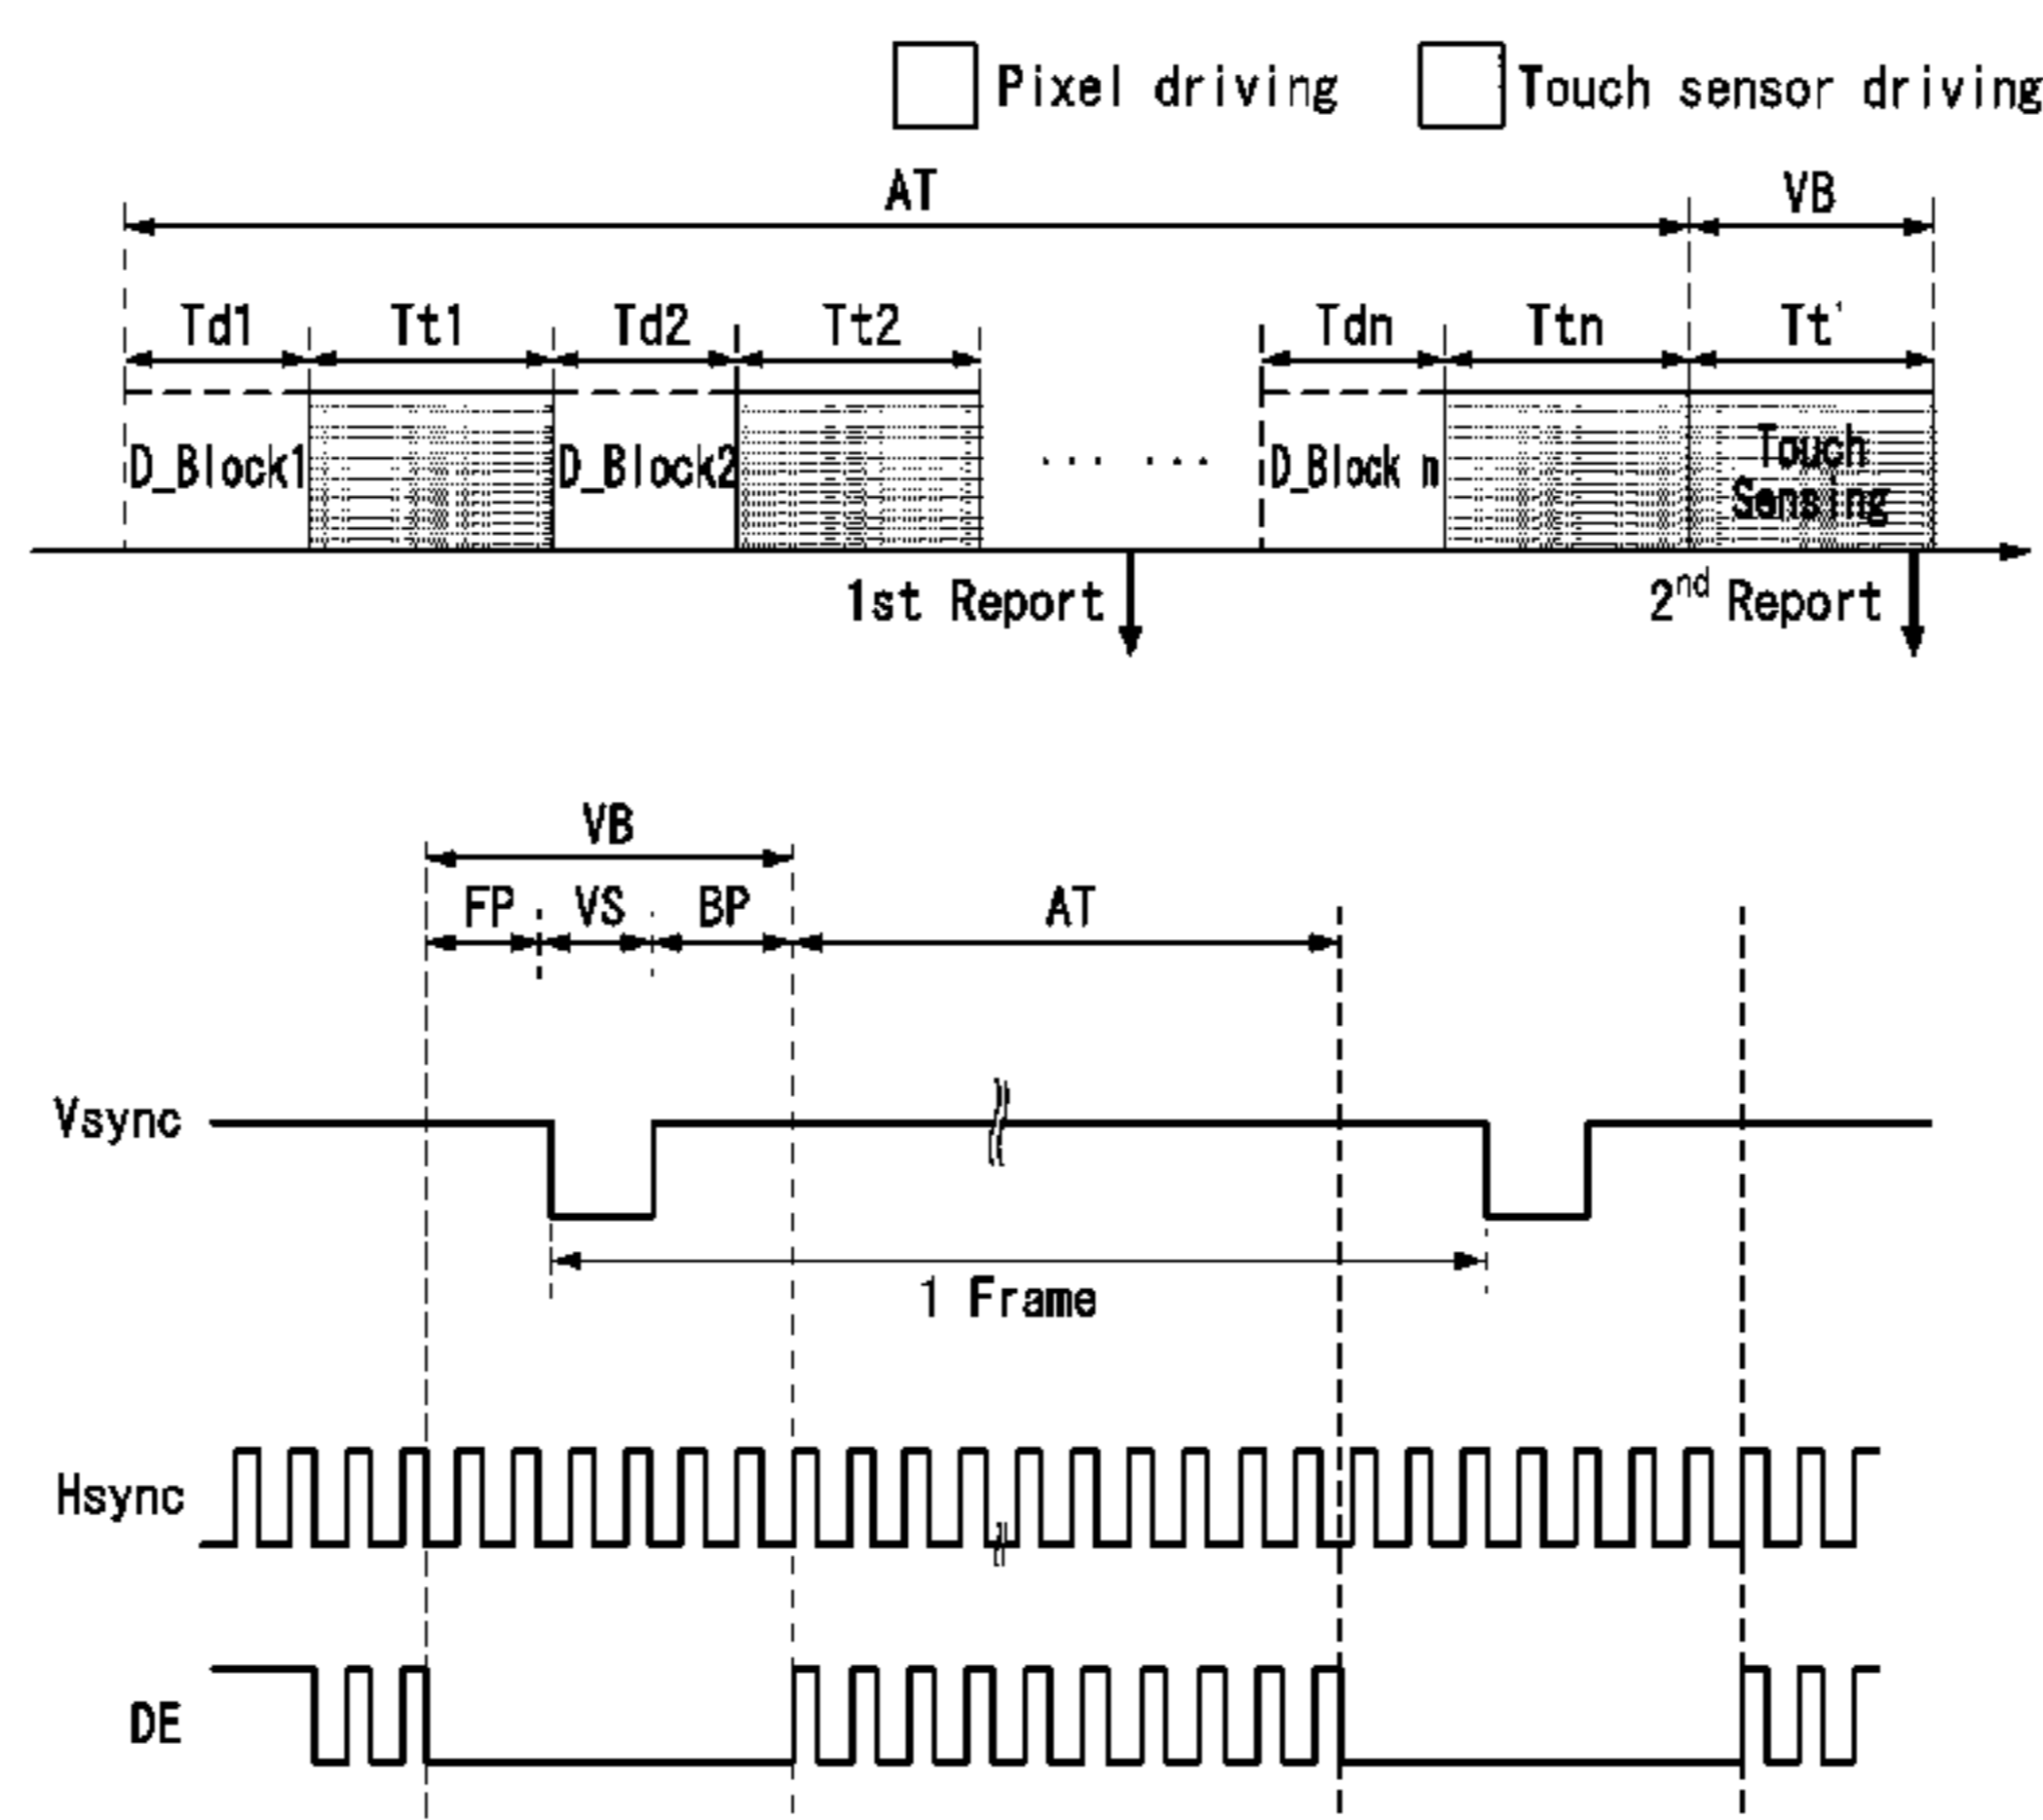 Pixel driving Touch sensor driving
AT VB
Td1 Tt1 Td2 Tt2 Tdn Ttn Tt'
D_Block1 D_Block2 ... ... D_Block n Touch
Sensing
1st Report 2nd Report
VB
FP VS BP AT
Vsync
1 Frame
Hsync
DE